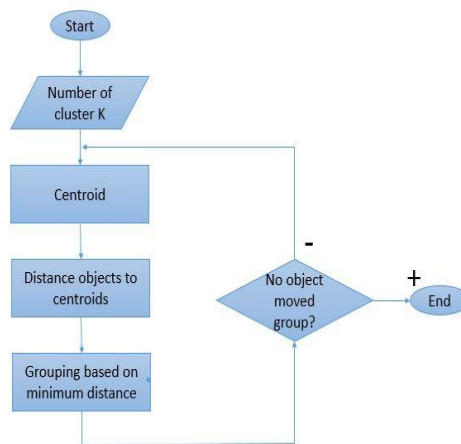 Start
Number of
cluster K
Centroid
Distance objects to
centroids
Grouping based on
minimum distance
-
No object
moved
group?
+
End